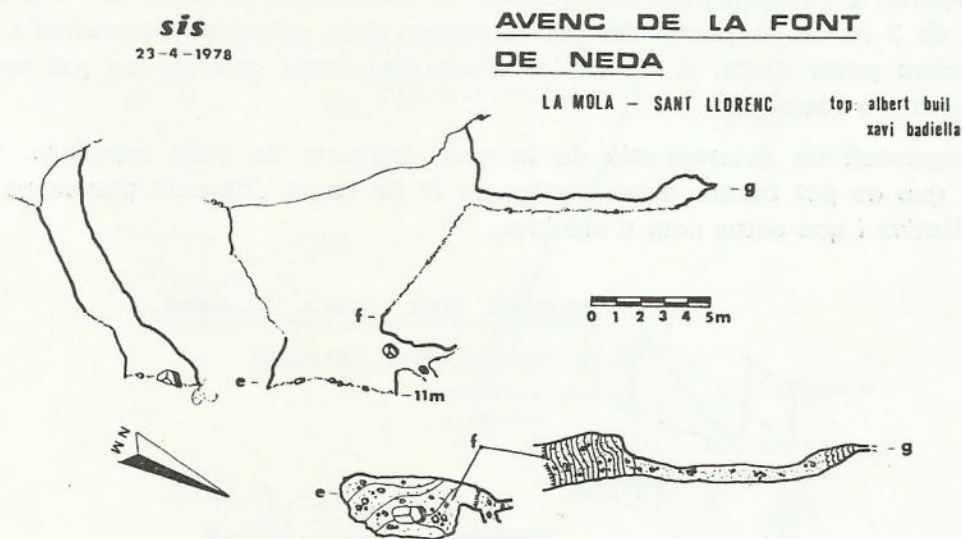 sis
23-4-1978
AVENC DE LA FONT
DE NEDA
LA MOLA - SANT LLORENC
top: albert buil
xavi badiella
g
f
0 1 2 3 4 5m
e
-11m
N M
f
g
e